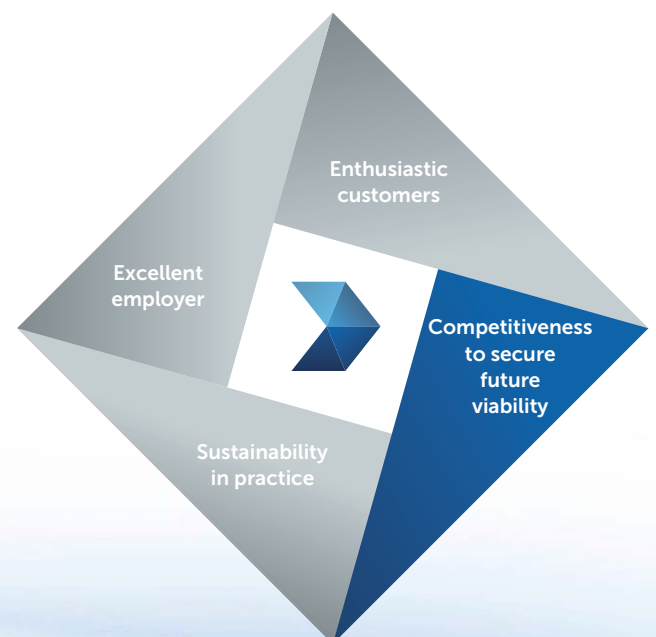 Enthusiastic
customers
Excellent
employer
Competitiveness
to secure
future
viability
Sustainability
in practice